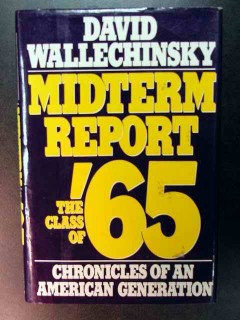 DAVID
WALLECHINSKY
MIDTERM
REPORT
THE
CLASS
OF
'65
CHRONICLES OF AN
AMERICAN GENERATION